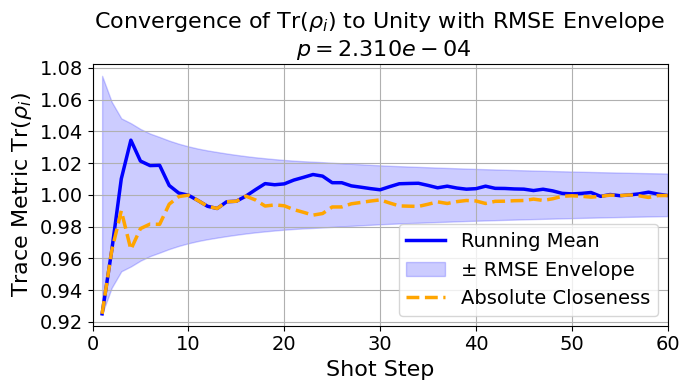 Convergence of Tr(ρᵢ) to Unity with RMSE Envelope
p = 2.310e − 04
Trace Metric Tr(ρᵢ)
1.08
1.06
1.04
1.02
1.00
0.98
0.96
0.94
0.92
Running Mean
± RMSE Envelope
Absolute Closeness
0 10 20 30 40 50 60
Shot Step